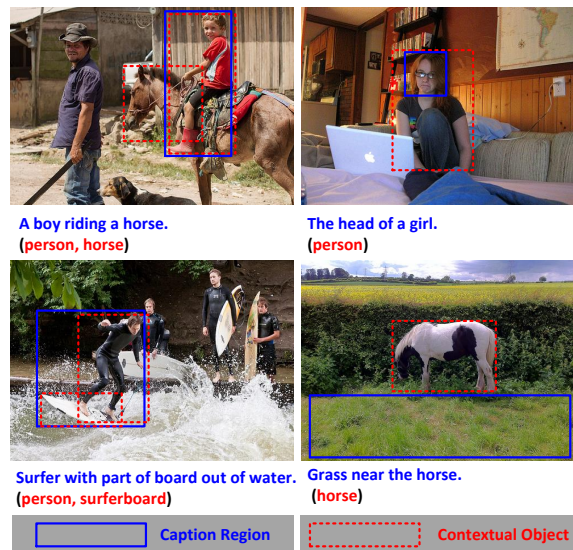 A boy riding a horse.
(person, horse)
The head of a girl.
(person)
Surfer with part of board out of water.
(person, surferboard)
Grass near the horse.
(horse)
Caption Region
Contextual Object